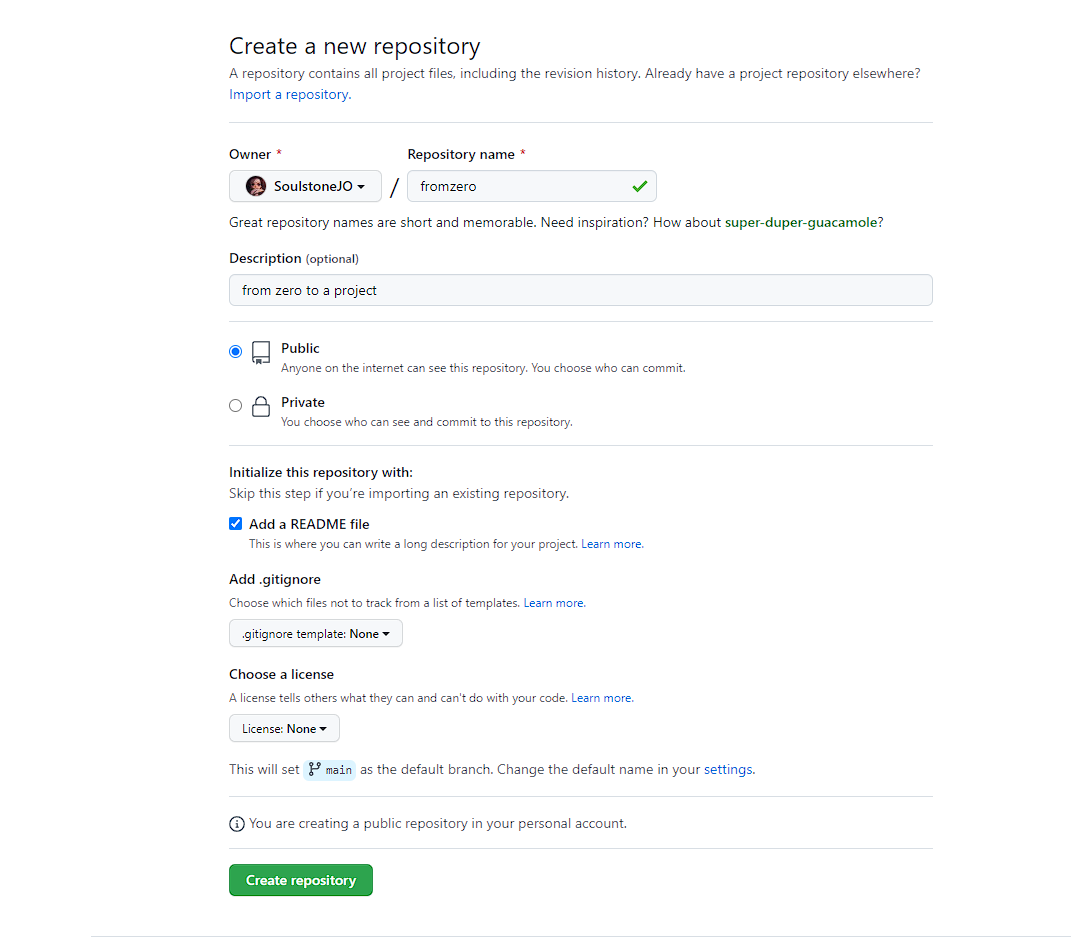 Create a new repository
A repository contains all project files, including the revision history. Already have a project repository elsewhere?
Import a repository.
Owner *
Repository name *
SoulstoneJO
/
fromzero
Great repository names are short and memorable. Need inspiration? How about super-duper-guacamole?
Description (optional)
from zero to a project
Public
Anyone on the internet can see this repository. You choose who can commit.
Private
You choose who can see and commit to this repository.
Initialize this repository with:
Skip this step if you're importing an existing repository.
Add a README file
This is where you can write a long description for your project. Learn more.
Add .gitignore
Choose which files not to track from a list of templates. Learn more.
.gitignore template: None
Choose a license
A license tells others what they can and can't do with your code. Learn more.
License: None
This will set main as the default branch. Change the default name in your settings.
You are creating a public repository in your personal account.
Create repository